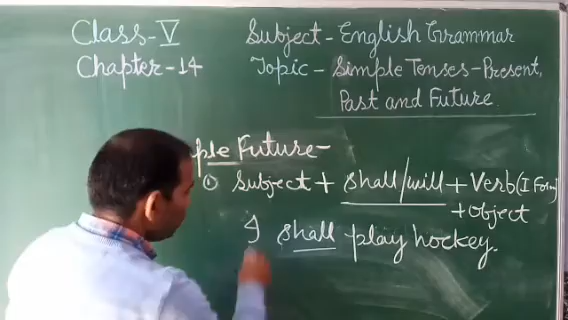 Class-V Subject-English Grammar
Chapter-14 Topic-Simple Tenses-Present,
Past and Future
ple Future-
① Subject + shall/will + Verb(I Form)
+ object
I shall play hockey.